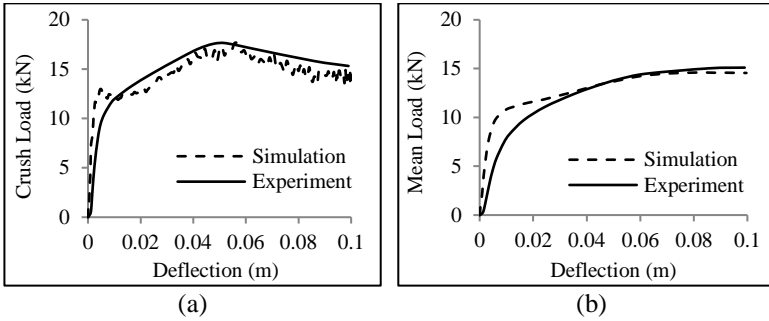 20
15
10
5
0
Crush Load (kN)
Simulation
Experiment
0 0.02 0.04 0.06 0.08 0.1
Deflection (m)
(a)
20
15
10
5
0
Mean Load (kN)
Simulation
Experiment
0 0.02 0.04 0.06 0.08 0.1
Deflection (m)
(b)